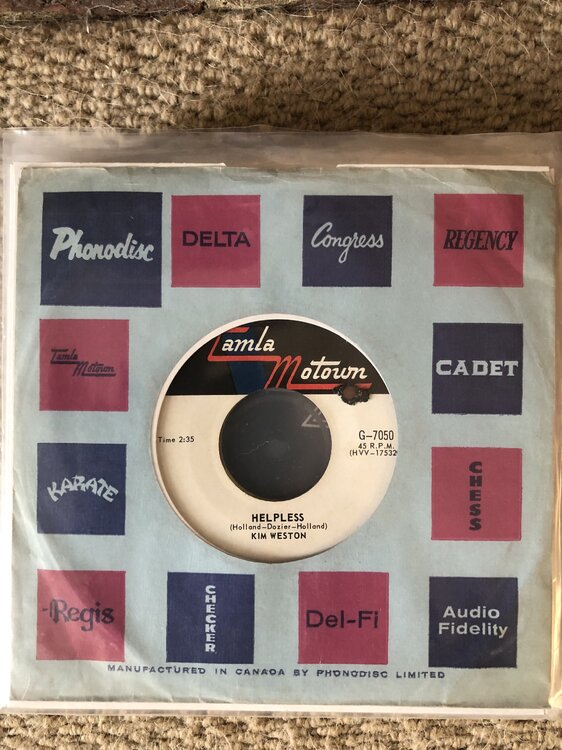 Phonodisc
DELTA
Congress
REGENCY
Tamla
Motown
CADET
Tamla
Motown
Time 2:35
G-7050
45 R.P.M.
(HVV-17532
HELPLESS
(Holland-Dozier-Holland)
KIM WESTON
KARATE
CHESS
Regis
CHECKER
Del-Fi
Audio
Fidelity
MANUFACTURED IN CANADA BY PHONODISC LIMITED